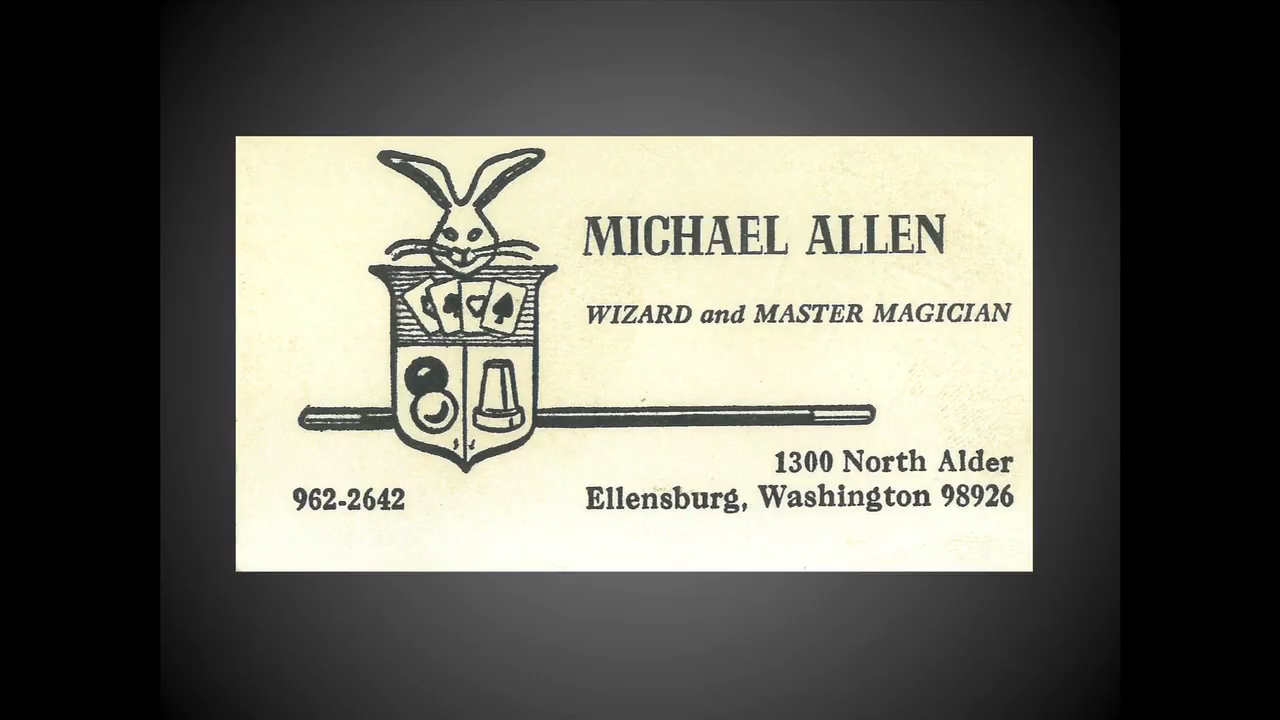 MICHAEL ALLEN
WIZARD and MASTER MAGICIAN
1300 North Alder
962-2642
Ellensburg, Washington 98926